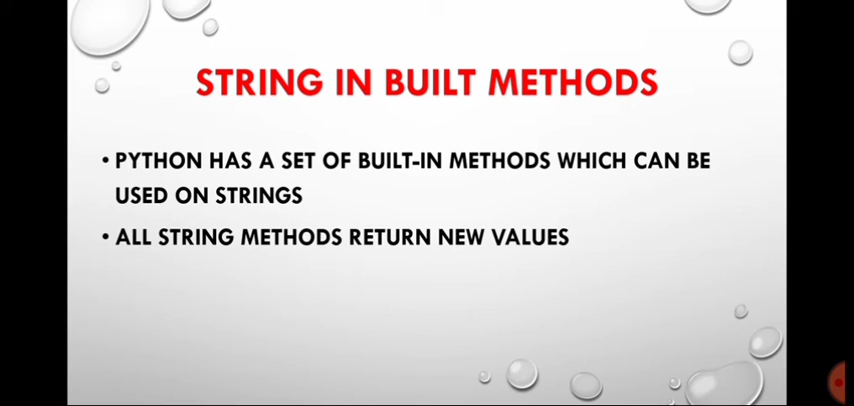 STRING IN BUILT METHODS
• PYTHON HAS A SET OF BUILT-IN METHODS WHICH CAN BE
USED ON STRINGS
• ALL STRING METHODS RETURN NEW VALUES